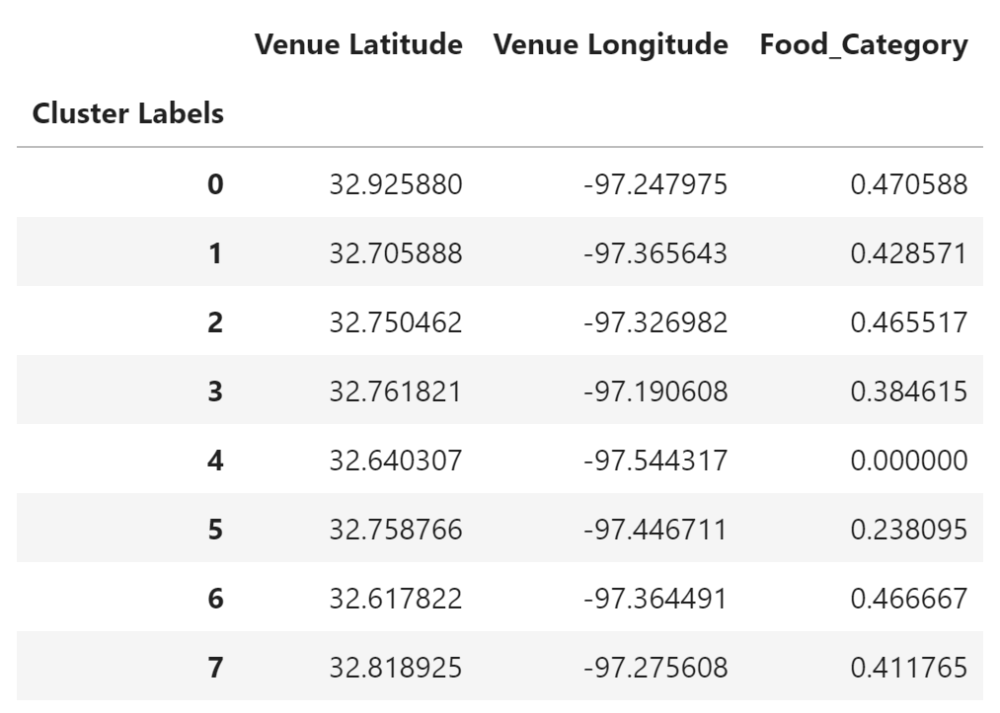 Venue Latitude Venue Longitude Food_Category
Cluster Labels
0 32.925880 -97.247975 0.470588
1 32.705888 -97.365643 0.428571
2 32.750462 -97.326982 0.465517
3 32.761821 -97.190608 0.384615
4 32.640307 -97.544317 0.000000
5 32.758766 -97.446711 0.238095
6 32.617822 -97.364491 0.466667
7 32.818925 -97.275608 0.411765